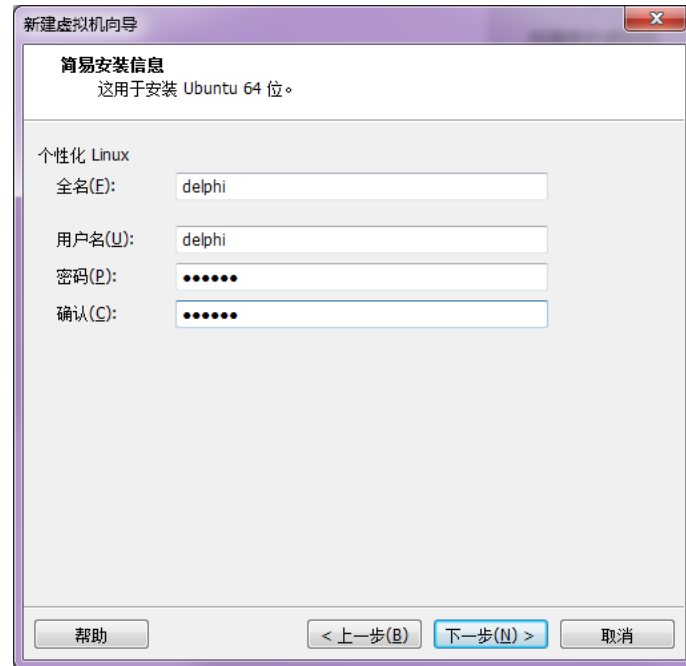 新建虚拟机向导
简易安装信息
这用于安装 Ubuntu 64 位。
个性化 Linux
全名(F): delphi
用户名(U): delphi
密码(P): ●●●●●●
确认(C): ●●●●●●
帮助 < 上一步(B) 下一步(N) > 取消